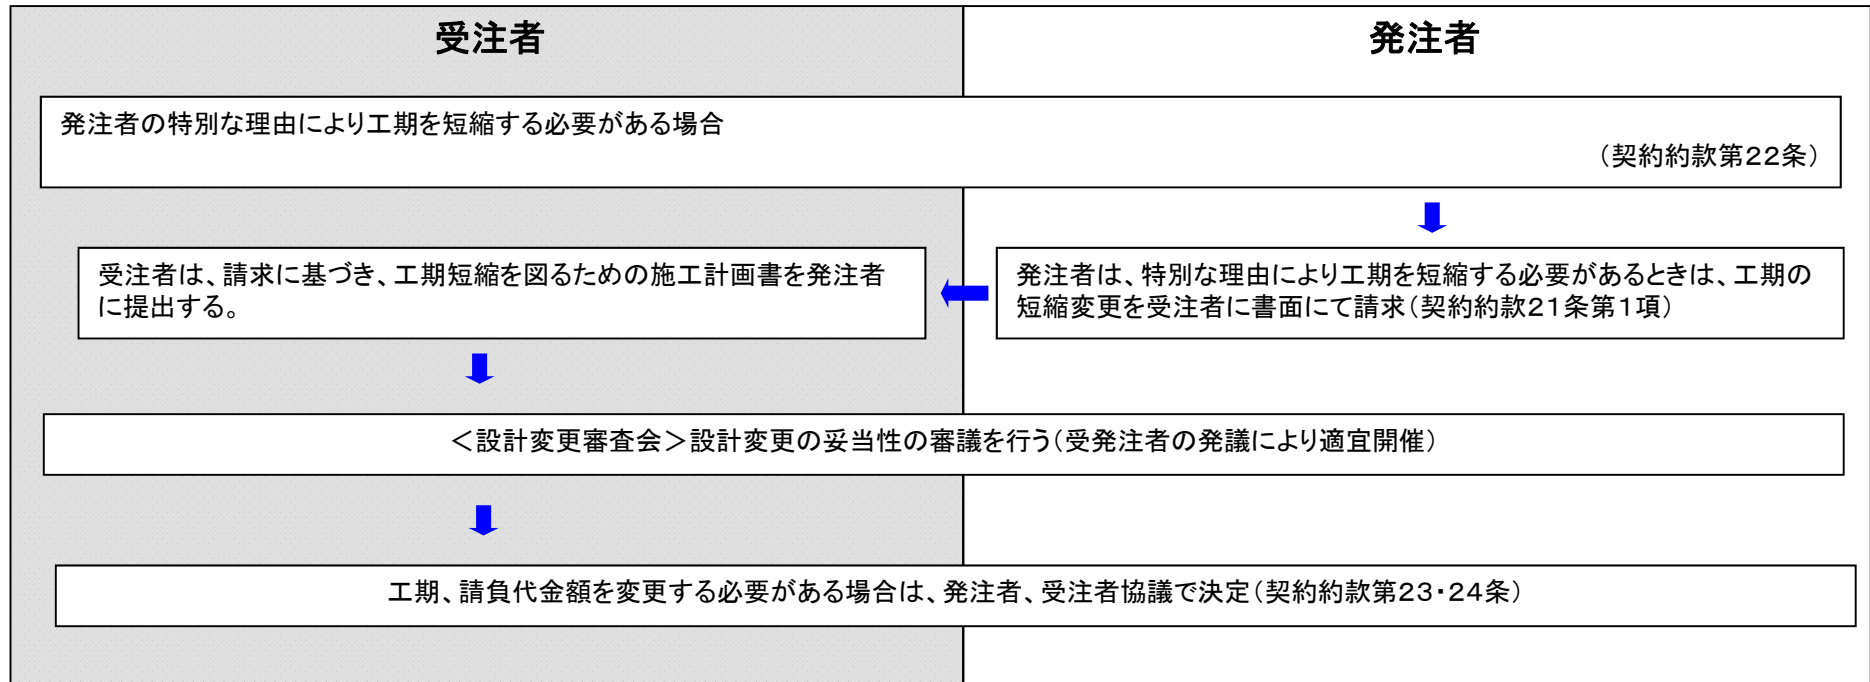 受注者
発注者
発注者の特別な理由により工期を短縮する必要がある場合
（契約約款第２２条）
受注者は、請求に基づき、工期短縮を図るための施工計画書を発注者
に提出する。
発注者は、特別な理由により工期を短縮する必要があるときは、工期の
短縮変更を受注者に書面にて請求（契約約款２１条第１項）
＜設計変更審査会＞設計変更の妥当性の審議を行う（受発注者の発議により適宜開催）
工期、請負代金額を変更する必要がある場合は、発注者、受注者協議で決定（契約約款第２３・２４条）